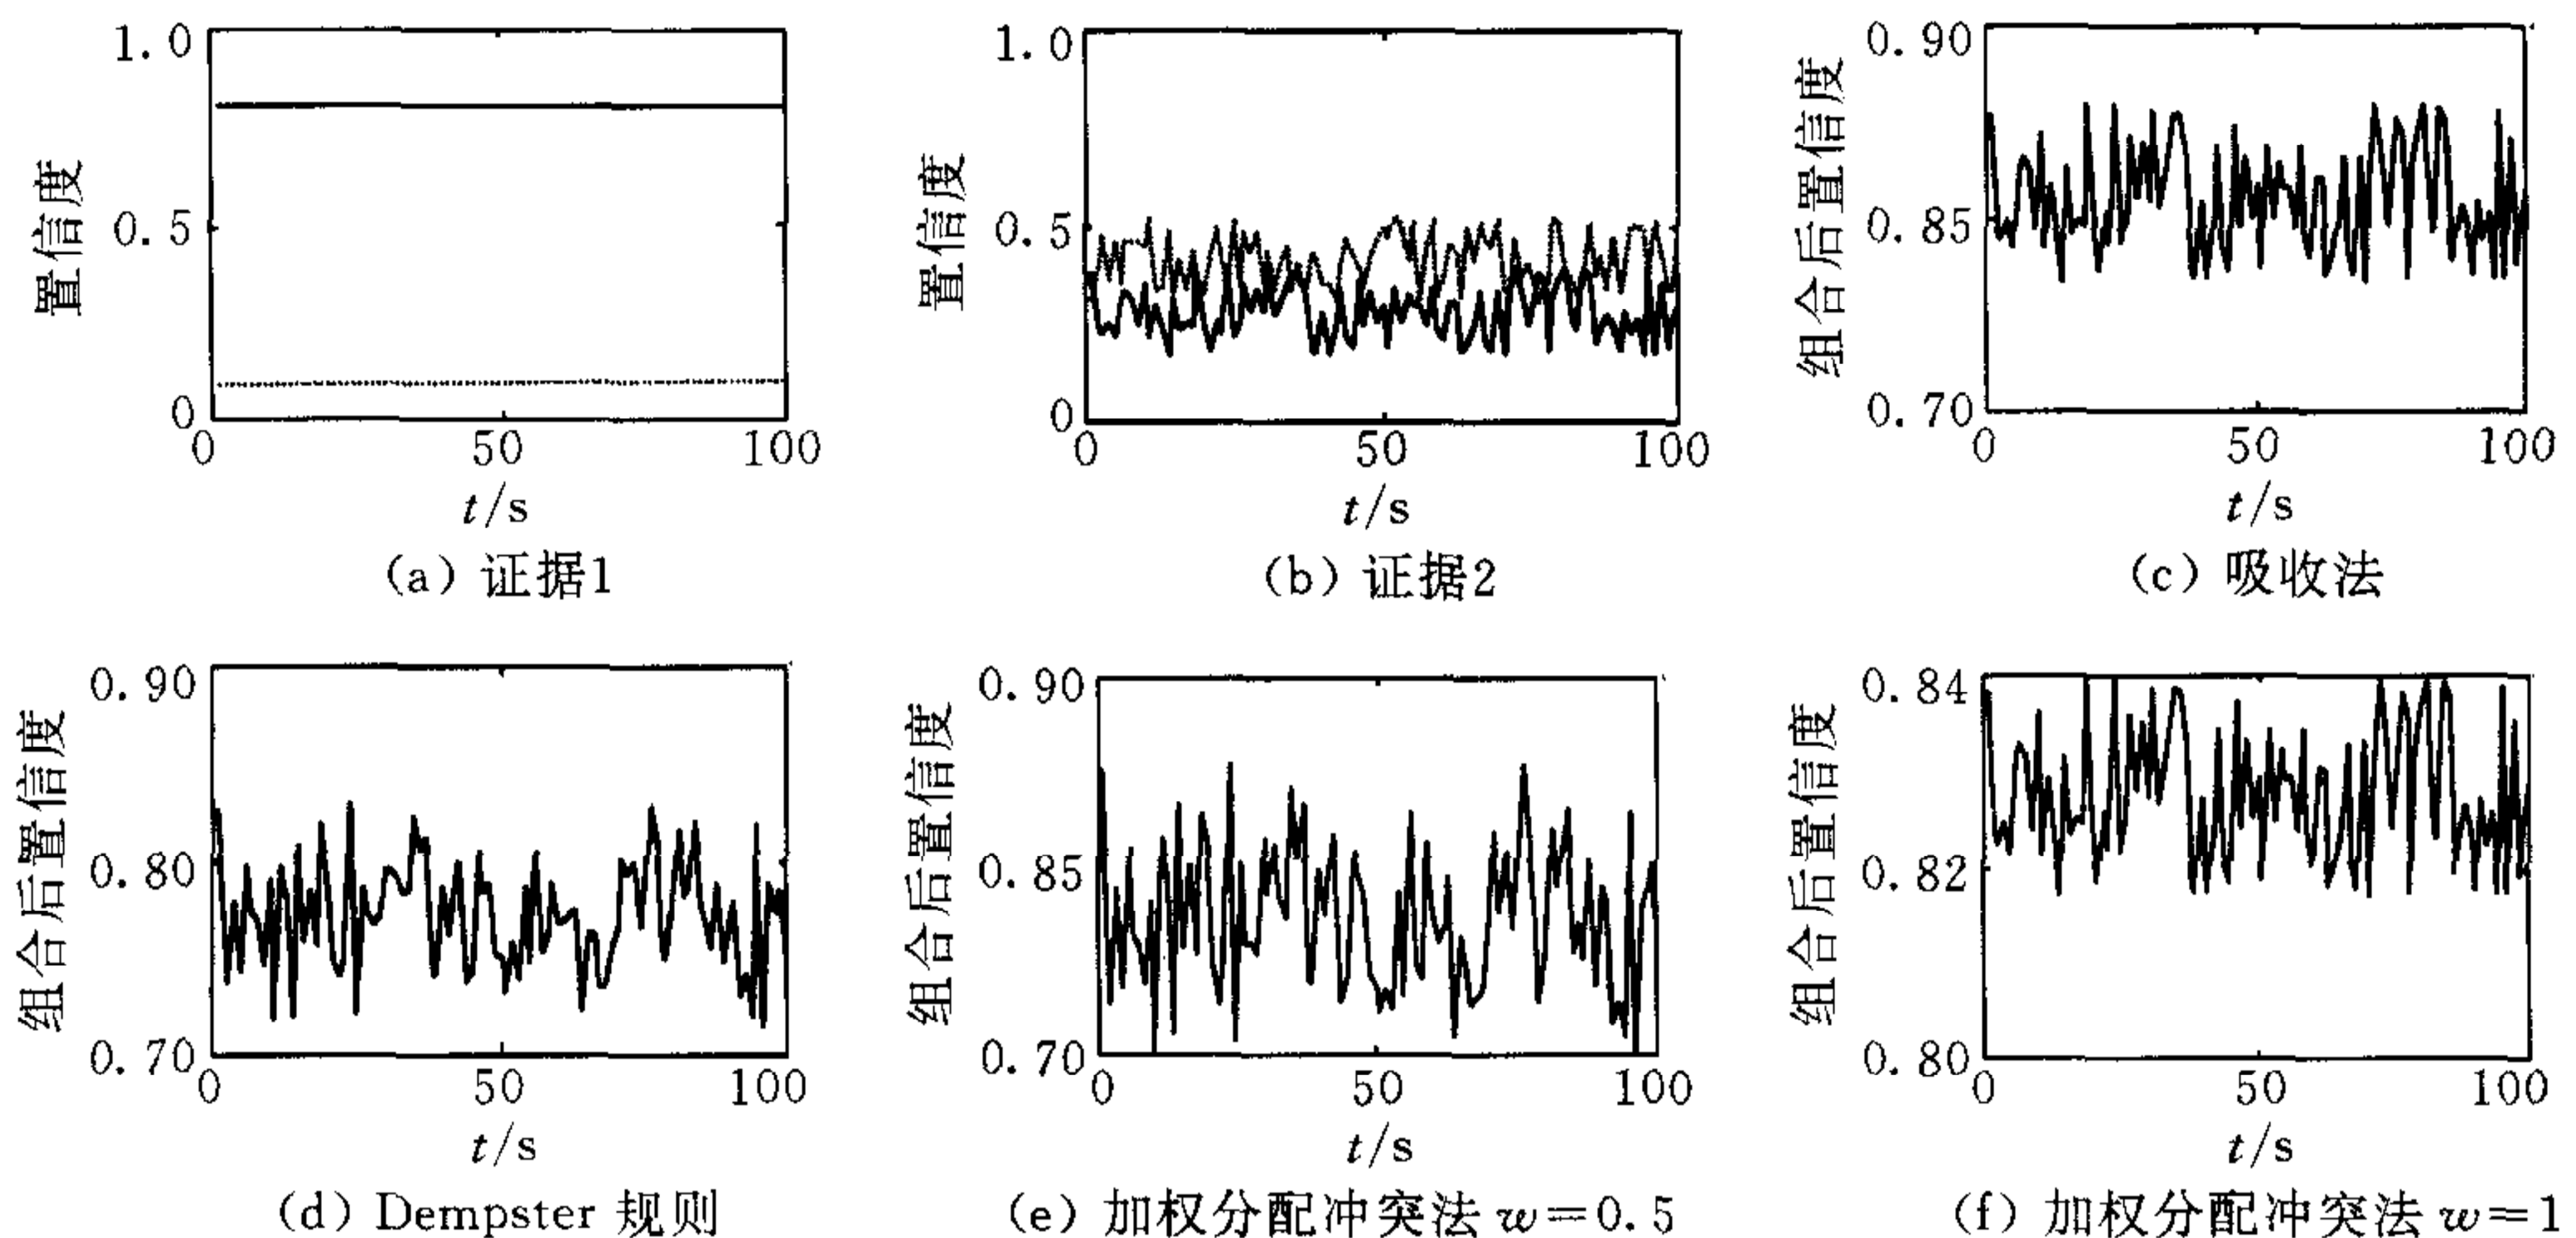 1.0
0.5
0
置信度
0 50 100
t/s
(a) 证据1
1.0
0.5
0
置信度
0 50 100
t/s
(b) 证据2
0.90
0.85
0.70
组合后置信度
0 50 100
t/s
(c) 吸收法
0.90
0.80
0.70
组合后置信度
0 50 100
t/s
(d) Dempster 规则
0.90
0.85
0.70
组合后置信度
0 50 100
t/s
(e) 加权分配冲突法 w=0.5
0.84
0.82
0.80
组合后置信度
0 50 100
t/s
(f) 加权分配冲突法 w=1